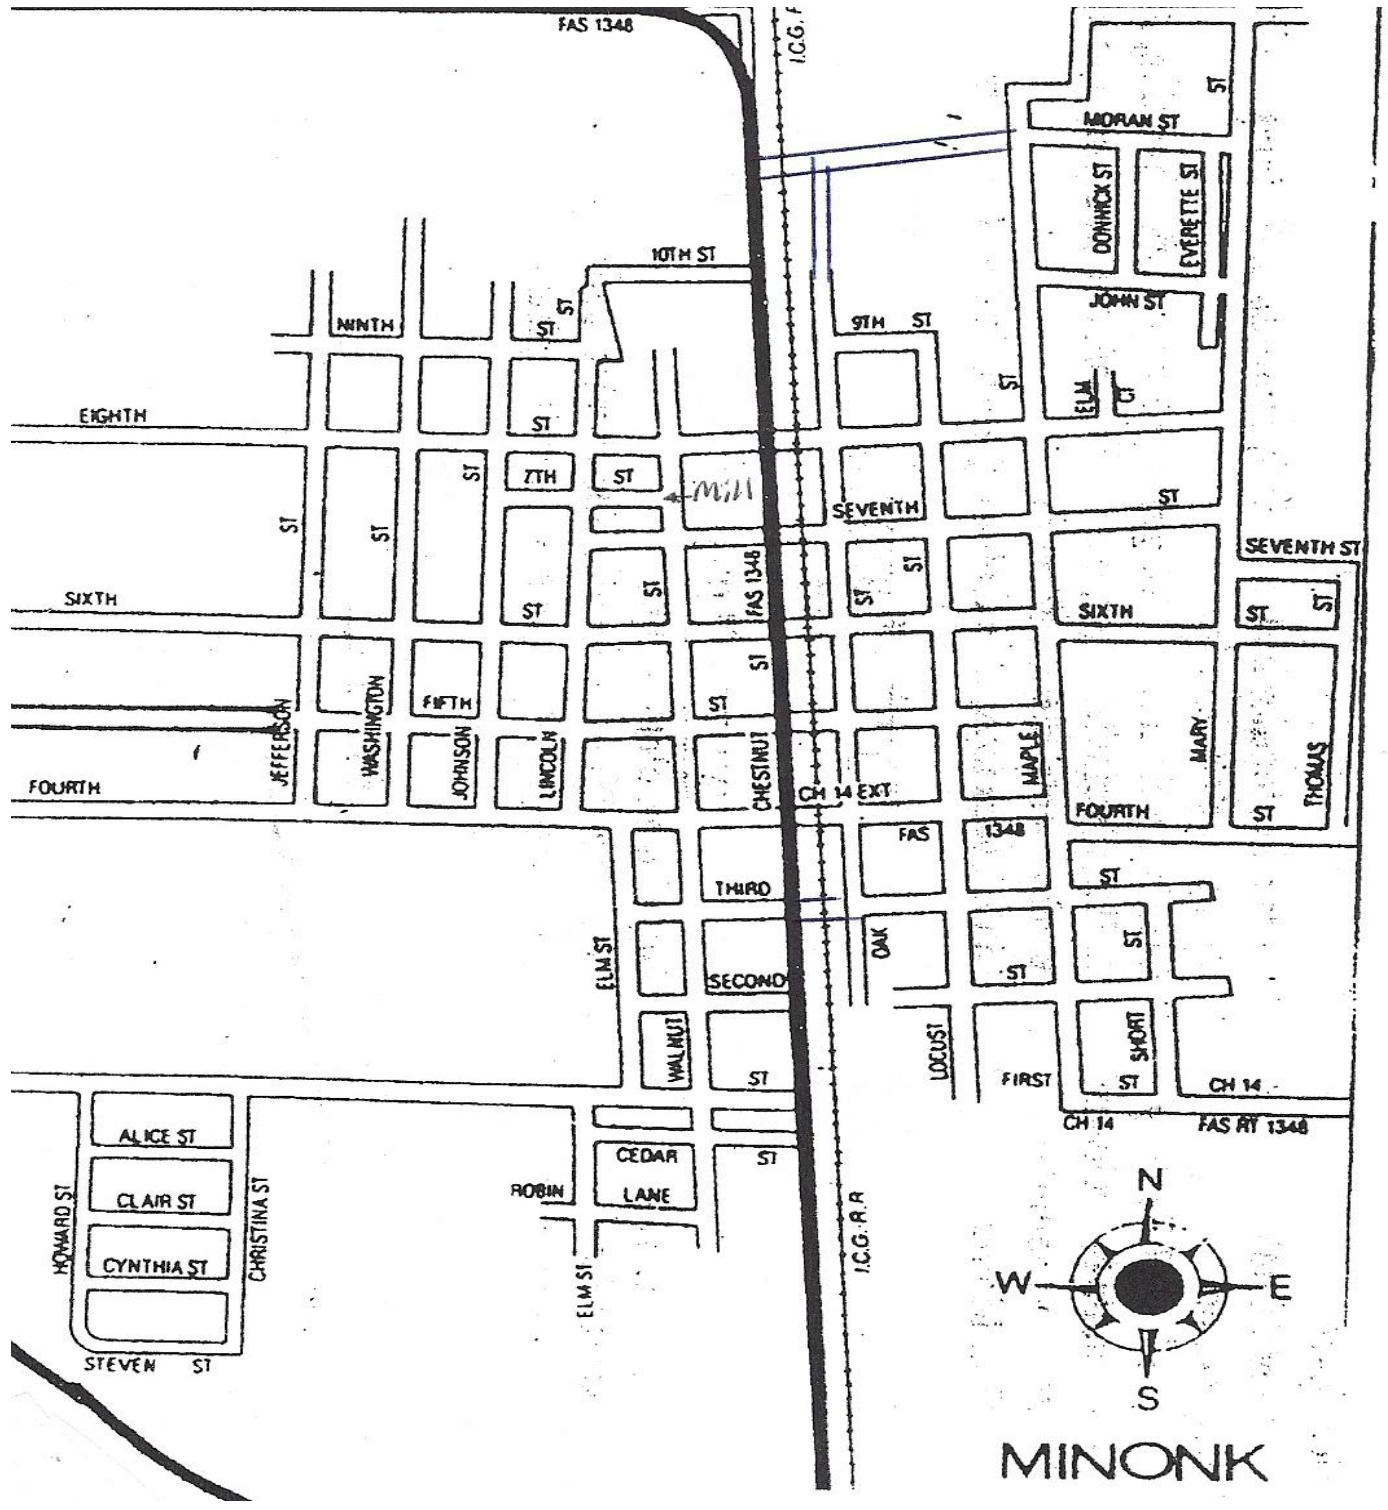 FAS 1348
I.C.G.
ST
MORAN ST
DONNICK ST
EVERETTE ST
10TH ST
JOHN ST
ST
NINTH
ST
9TH
ST
ST
ELM
CT
EIGHTH
ST
ST
7TH
ST
SEVENTH
ST
ST
ST
SEVENTH ST
ST
FAS 1348
ST
ST
SIXTH
ST
ST
SIXTH
ST
ST
ST
FIFTH
ST
JEFFERSON
WASHINGTON
JOHNSON
LINCOLN
CHESTNUT
MAPLE
MARY
THOMAS
FOURTH
CH 14 EXT
FOURTH
ST
FAS
1348
THIRD
ST
ELM ST
OAK
ST
SECOND
ST
WALNUT
LOCUST
SHORT
ST
FIRST
ST
CH 14
CH 14
FAS RT 1348
ALICE ST
CEDAR
ST
HOWARD ST
CLAIR ST
CHRISTINA ST
ROBIN
LANE
I.C.G. R.R
CYNTHIA ST
ELM ST
STEVEN
ST
N
W
E
S
MINONK